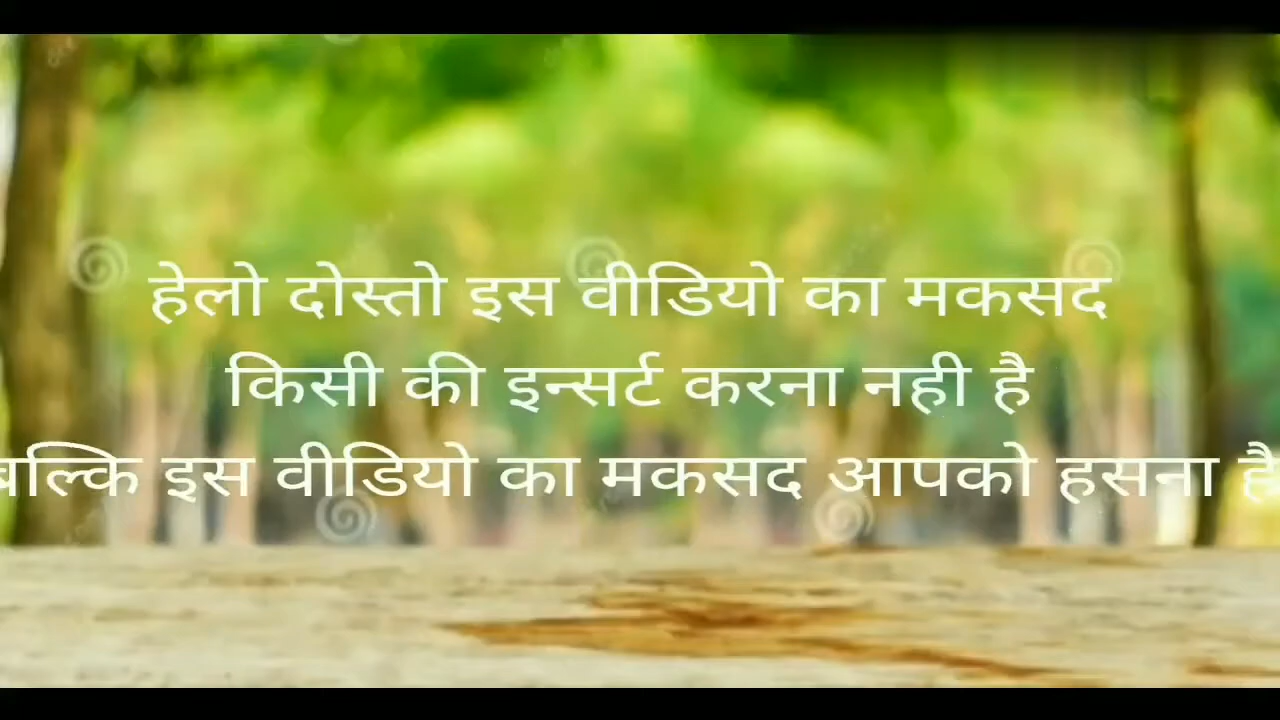 हेलो दोस्तो इस वीडियो का मकसद
किसी की इन्सर्ट करना नही है
बल्कि इस वीडियो का मकसद आपको हसना है